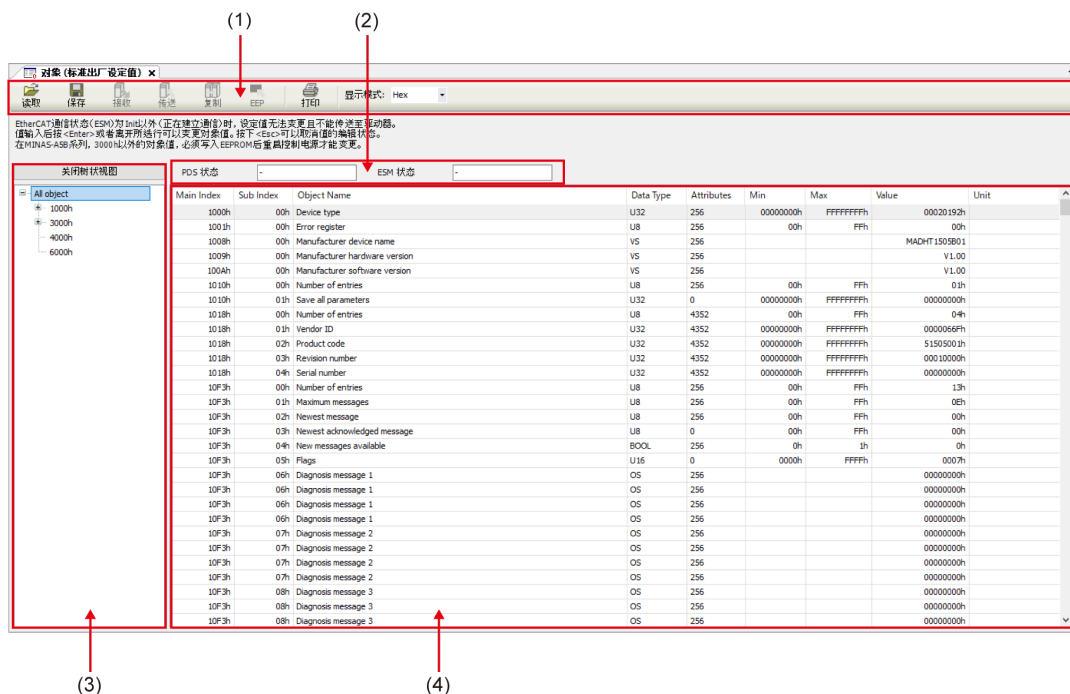 (1) (2)
对象(标准出厂设定值) ×
读取 保存 接收 传送 复制 EEP 打印 显示模式: Hex
EtherCAT通信状态(ESM)为Init以外(正在建立通信)时, 设定值无法变更且不能传送至驱动器。
值输入后按<Enter>或者离开所选行可以变更对象值。按下<Esc>可以取消值的编辑状态。
在MINAS-A5B系列, 3000h以外的对象值, 必须写入EEPROM后重启控制电源才能变更。
关闭树状视图 PDS 状态 - ESM 状态 -
All object
1000h
3000h
4000h
6000h
Main Index Sub Index Object Name Data Type Attributes Min Max Value Unit
1000h 00h Device type U32 256 00000000h FFFFFFFFh 00020192h
1001h 00h Error register U8 256 00h FFh 00h
1008h 00h Manufacturer device name VS 256 MADHT1505B01
1009h 00h Manufacturer hardware version VS 256 V1.00
100Ah 00h Manufacturer software version VS 256 V1.00
1010h 00h Number of entries U8 256 00h FFh 01h
1010h 01h Save all parameters U32 0 00000000h FFFFFFFFh 00000000h
1018h 00h Number of entries U8 4352 00h FFh 04h
1018h 01h Vendor ID U32 4352 00000000h FFFFFFFFh 0000066Fh
1018h 02h Product code U32 4352 00000000h FFFFFFFFh 51505001h
1018h 03h Revision number U32 4352 00000000h FFFFFFFFh 00010000h
1018h 04h Serial number U32 4352 00000000h FFFFFFFFh 00000000h
10F3h 00h Number of entries U8 256 00h FFh 13h
10F3h 01h Maximum messages U8 256 00h FFh 0Eh
10F3h 02h Newest message U8 256 00h FFh 00h
10F3h 03h Newest acknowledged message U8 0 00h FFh 00h
10F3h 04h New messages available BOOL 256 0h 1h 0h
10F3h 05h Flags U16 0 0000h FFFFh 0007h
10F3h 06h Diagnosis message 1 OS 256 00000000h
10F3h 06h Diagnosis message 1 OS 256 00000000h
10F3h 06h Diagnosis message 1 OS 256 00000000h
10F3h 06h Diagnosis message 1 OS 256 00000000h
10F3h 07h Diagnosis message 2 OS 256 00000000h
10F3h 07h Diagnosis message 2 OS 256 00000000h
10F3h 07h Diagnosis message 2 OS 256 00000000h
10F3h 07h Diagnosis message 2 OS 256 00000000h
10F3h 08h Diagnosis message 3 OS 256 00000000h
10F3h 08h Diagnosis message 3 OS 256 00000000h
10F3h 08h Diagnosis message 3 OS 256 00000000h
(3) (4)